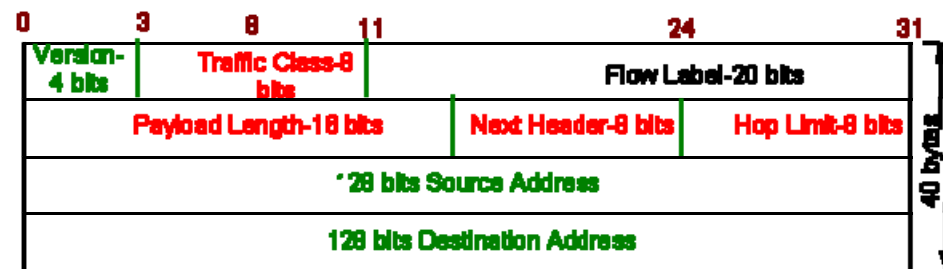 0 3 8 11 24 31
Version-
4 bits
Traffic Class-8
bits
Flow Label-20 bits
Payload Length-16 bits
Next Header-8 bits
Hop Limit-8 bits
128 bits Source Address
128 bits Destination Address
40 bytes